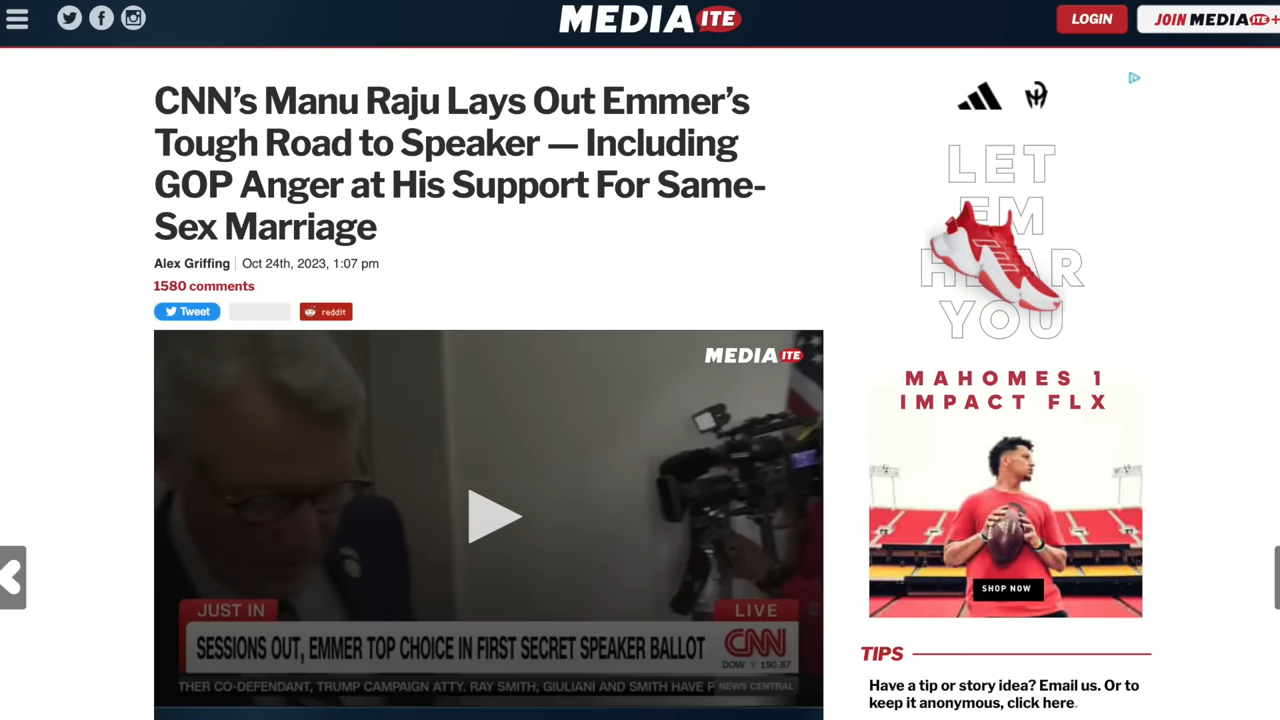 MEDIAITE
LOGIN
JOIN MEDIAITE+
CNN's Manu Raju Lays Out Emmer's
Tough Road to Speaker — Including
GOP Anger at His Support For Same-
Sex Marriage
Alex Griffing | Oct 24th, 2023, 1:07 pm
1580 comments
Tweet
reddit
MEDIAITE
JUST IN
LIVE
SESSIONS OUT, EMMER TOP CHOICE IN FIRST SECRET SPEAKER BALLOT
CNN
DOW 190.87
THER CO-DEFENDANT, TRUMP CAMPAIGN ATTY. RAY SMITH; GIULIANI AND SMITH HAVE P
NEWS CENTRAL
LET
EM
HEAR
YOU
MAHOMES 1
IMPACT FLX
SHOP NOW
TIPS
Have a tip or story idea? Email us. Or to
keep it anonymous, click here.